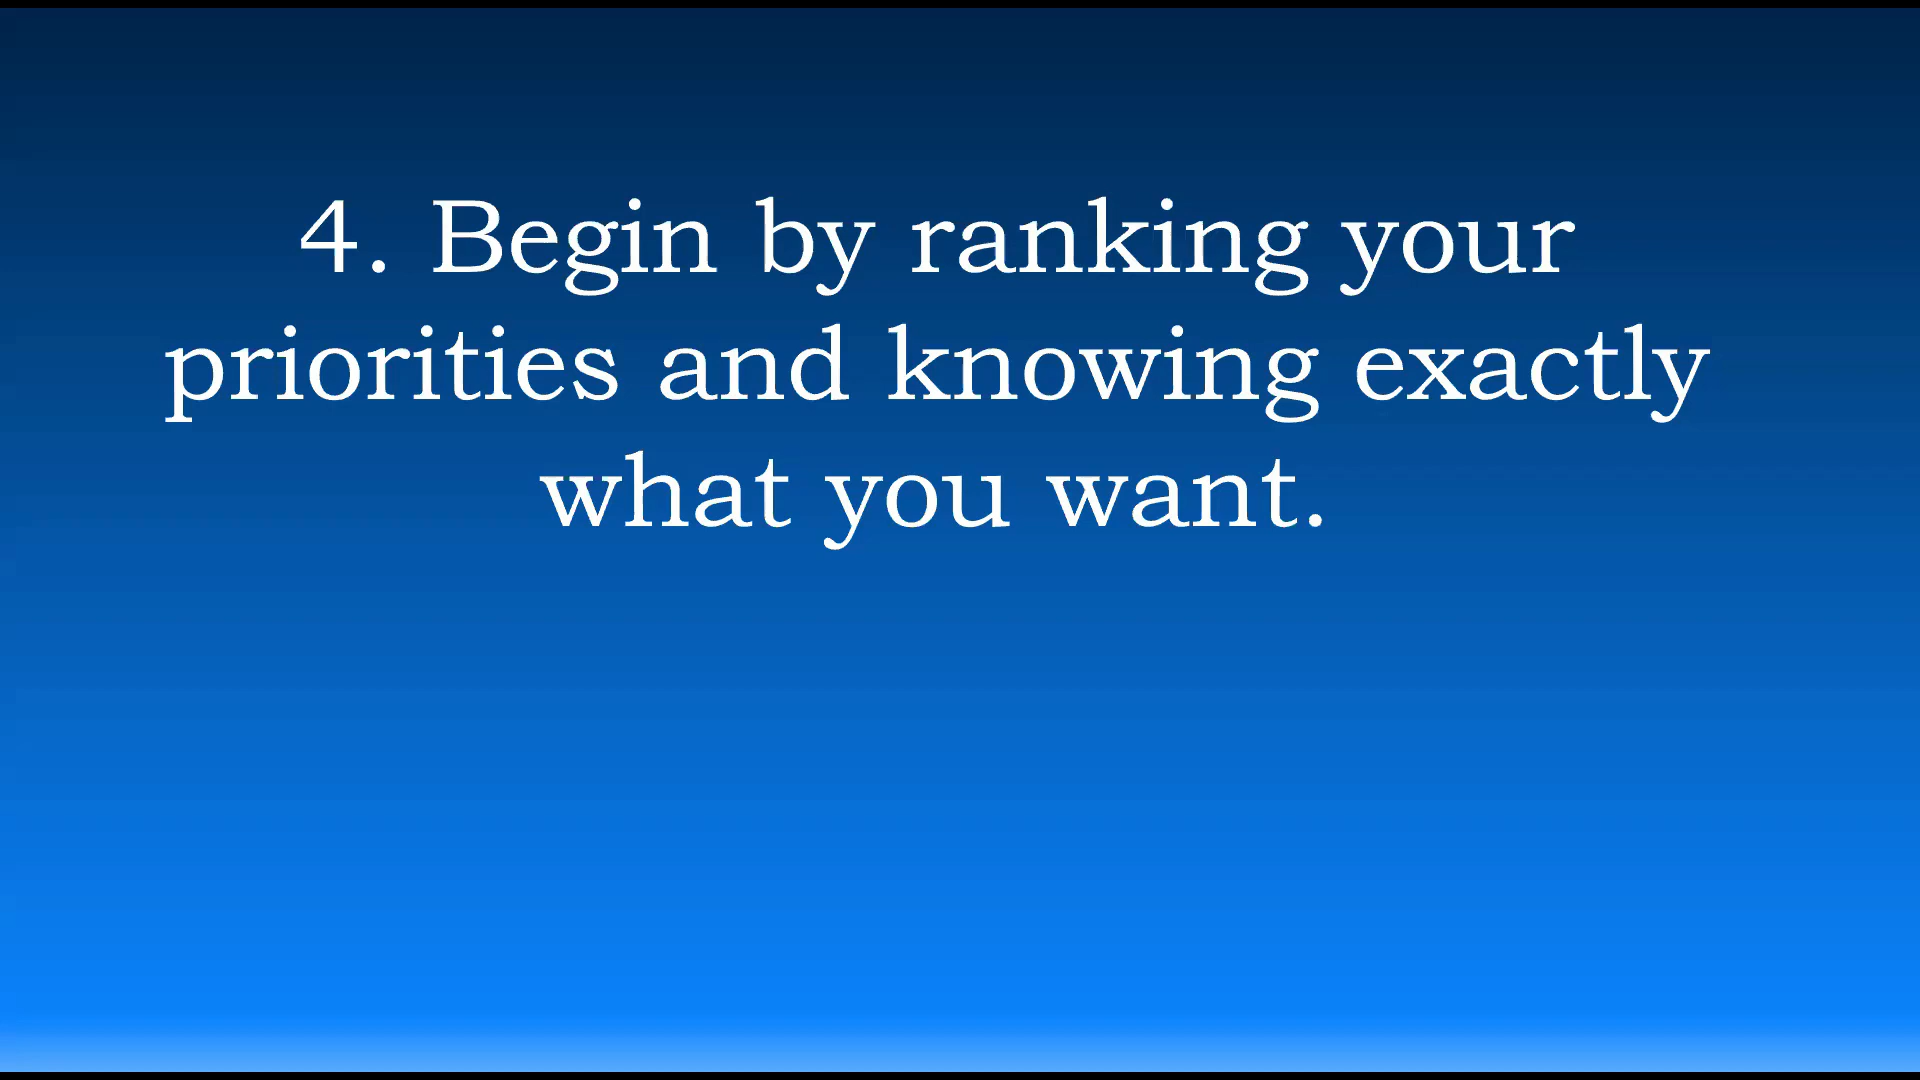 4. Begin by ranking your
priorities and knowing exactly
what you want.